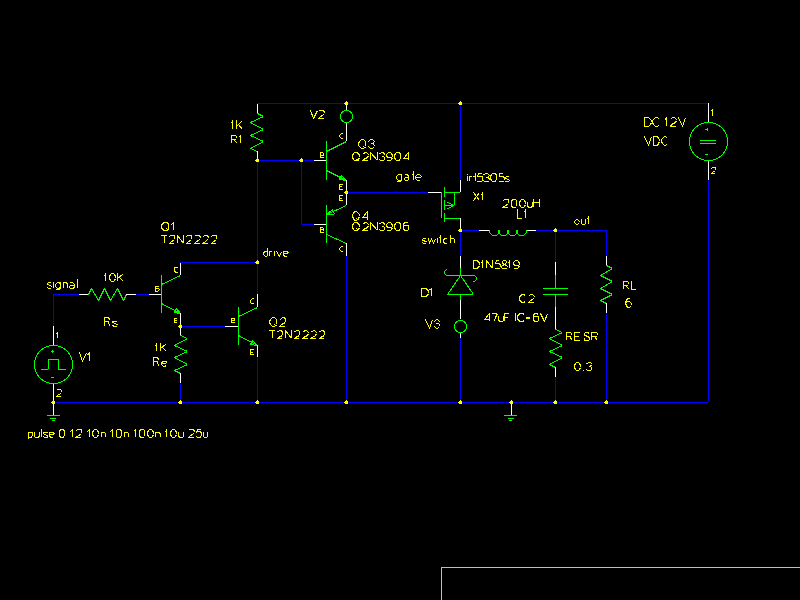 V2
1
DC 12V
1K
R1
C
Q3
VDC
B
Q2N3904
2
E
gate
irf5305s
E
X1
200uH
L1
Q4
Q2N3906
B
out
Q1
T2N2222
C
switch
drive
D1N5819
C
10K
signal
B
D1
C2
RL
6
C
Rs
E
B
Q2
T2N2222
V3
47uF IC=6V
1
1K
Re
E
RESR
V1
0.3
2
pulse 0 12 10n 10n 100n 10u 25u